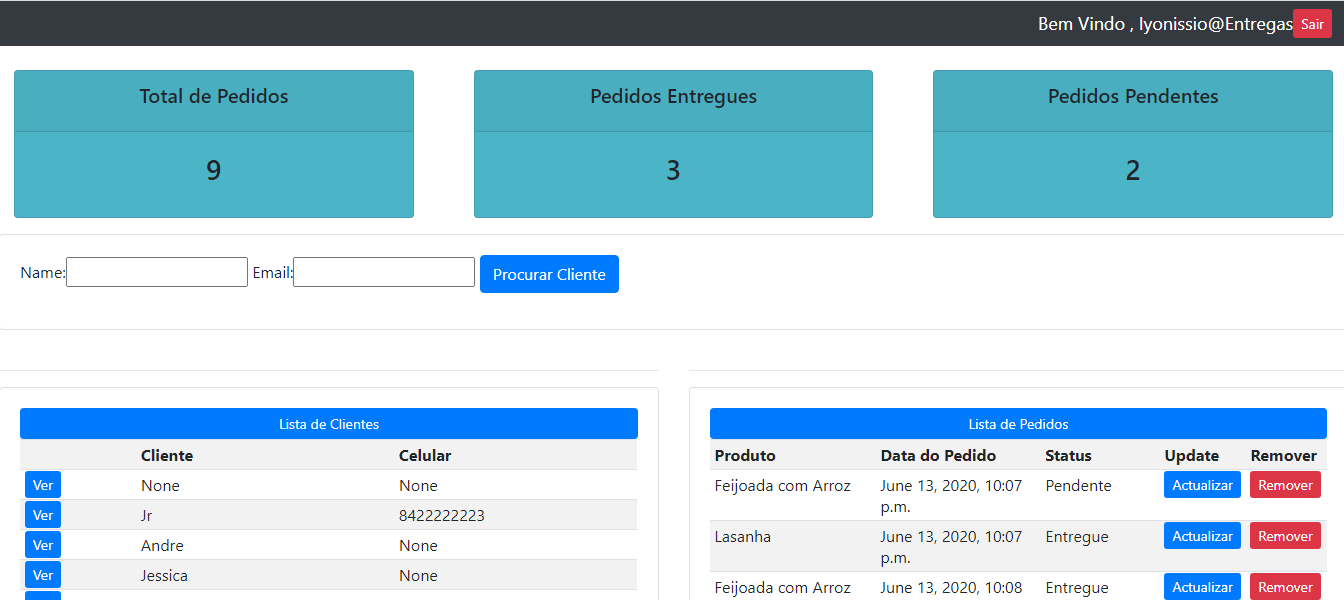 Bem Vindo , lyonissio@Entregas Sair
Total de Pedidos
9
Pedidos Entregues
3
Pedidos Pendentes
2
Name: Email: Procurar Cliente
Lista de Clientes
Cliente Celular
Ver None None
Ver Jr 8422222223
Ver Andre None
Ver Jessica None
Lista de Pedidos
Produto Data do Pedido Status Update Remover
Feijoada com Arroz June 13, 2020, 10:07 Pendente Actualizar Remover
p.m.
Lasanha June 13, 2020, 10:07 Entregue Actualizar Remover
p.m.
Feijoada com Arroz June 13, 2020, 10:08 Entregue Actualizar Remover